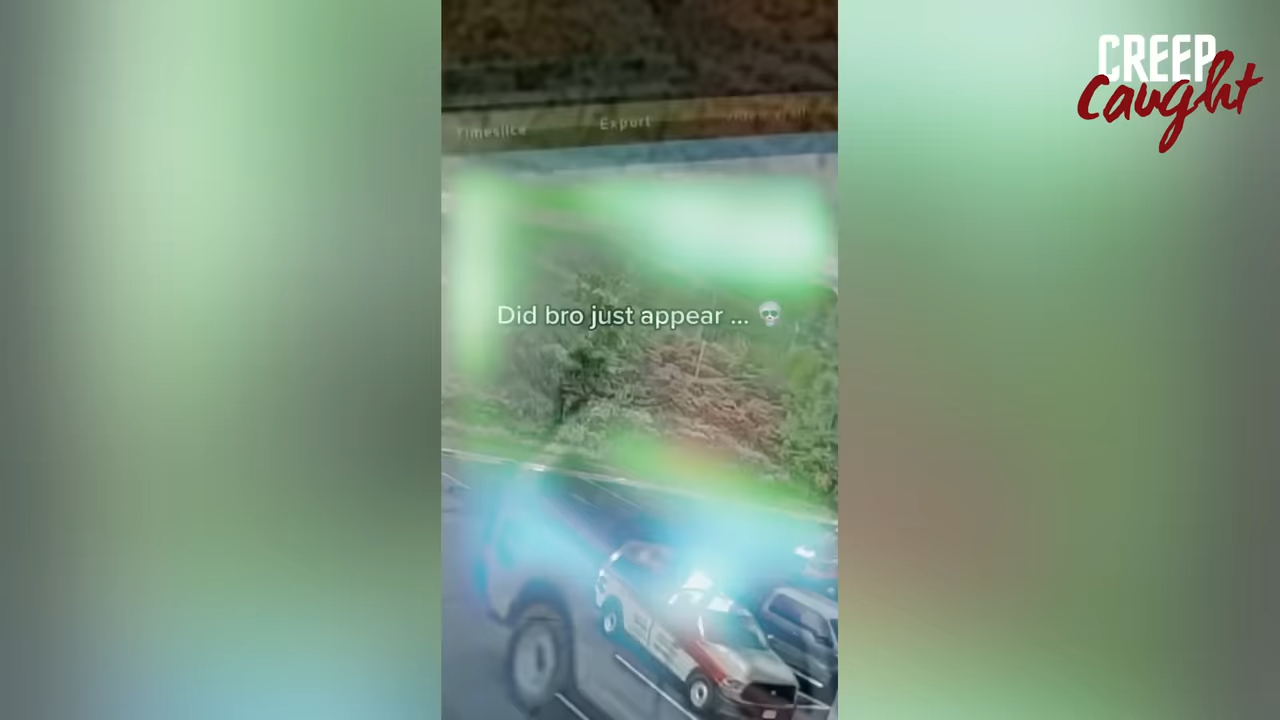 CREEP
Caught
Timeslice
Export
Did bro just appear ... 💀